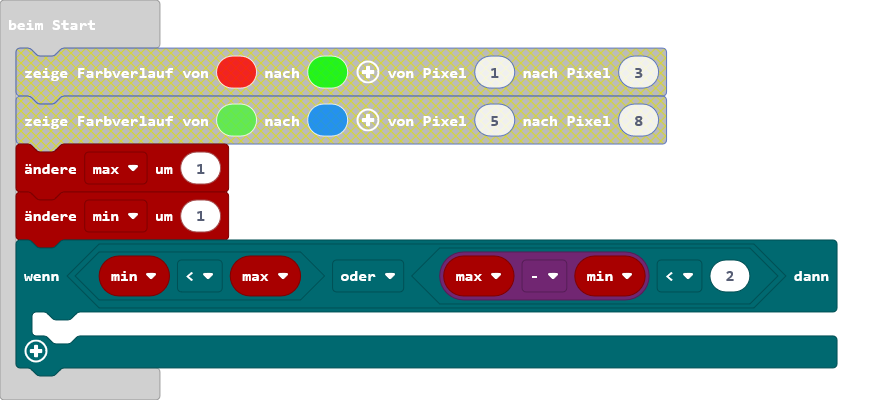 beim Start
zeige Farbverlauf von nach von Pixel 1 nach Pixel 3
zeige Farbverlauf von nach von Pixel 5 nach Pixel 8
ändere max um 1
ändere min um 1
wenn min < max oder max - min < 2 dann